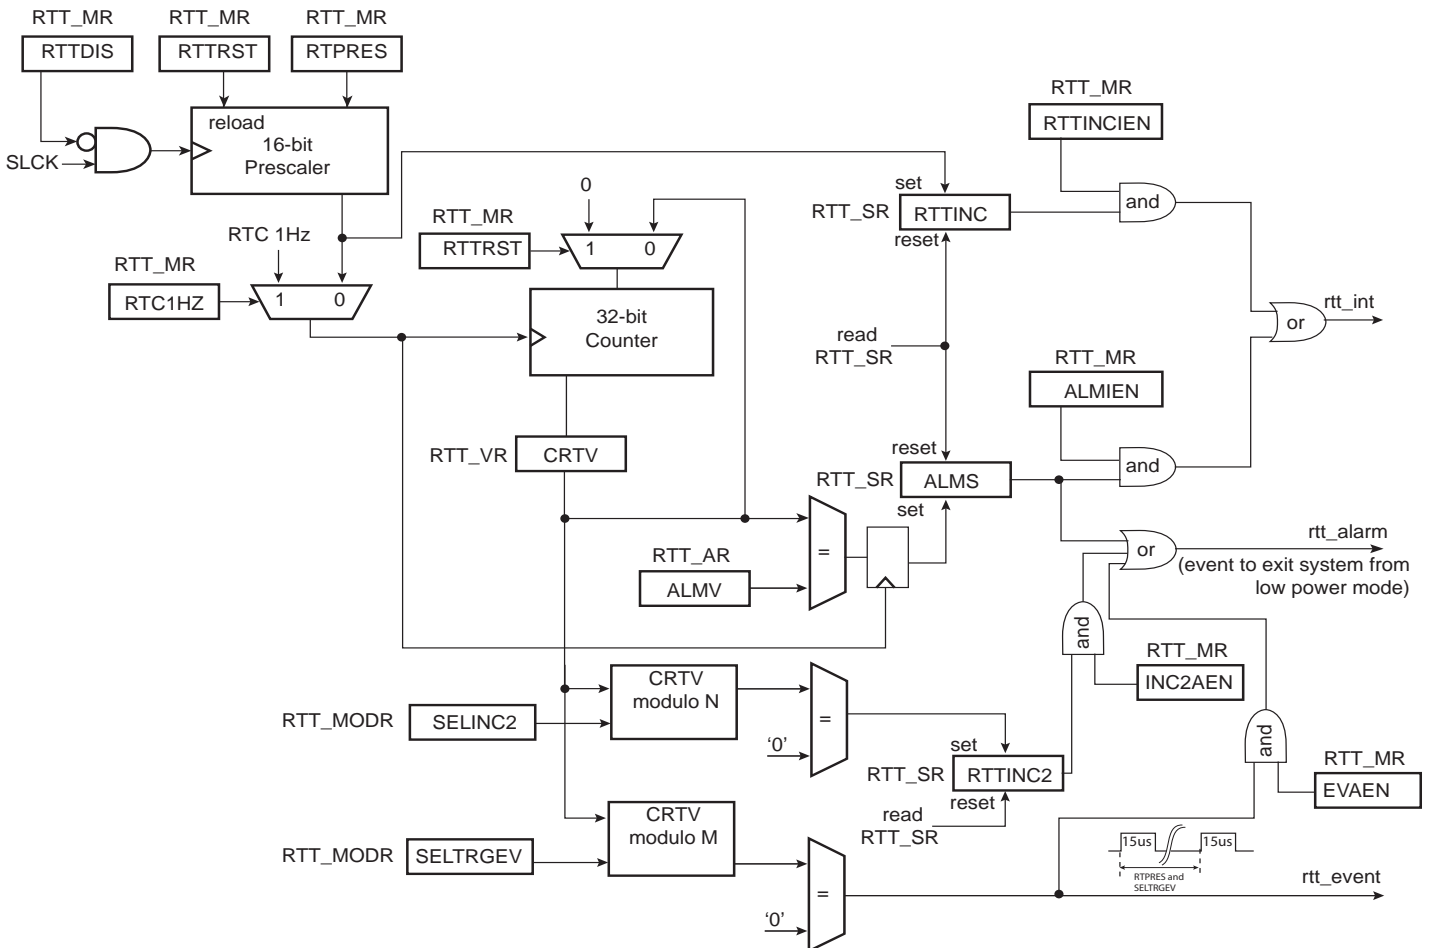 RTT_MR
RTT_MR
RTT_MR
RTTDIS
RTTRST
RTPRES
reload
16-bit
Prescaler
SLCK
RTT_MR
RTTINCIEN
0
set
RTT_SR
RTTINC
reset
and
RTT_MR
RTTRST
1
0
RTC 1Hz
RTT_MR
RTC1HZ
1
0
32-bit
Counter
read
RTT_SR
or
rtt_int
RTT_MR
ALMIEN
RTT_VR
CRTV
reset
RTT_SR
ALMS
set
and
RTT_AR
ALMV
=
or
rtt_alarm
(event to exit system from
low power mode)
and
RTT_MR
INC2AEN
RTT_MODR
SELINC2
CRTV
modulo N
=
'0'
set
RTT_SR
RTTINC2
reset
read
RTT_SR
and
RTT_MR
EVAEN
RTT_MODR
SELTRGEV
CRTV
modulo M
=
'0'
15us
15us
RTPRES and
SELTRGEV
rtt_event